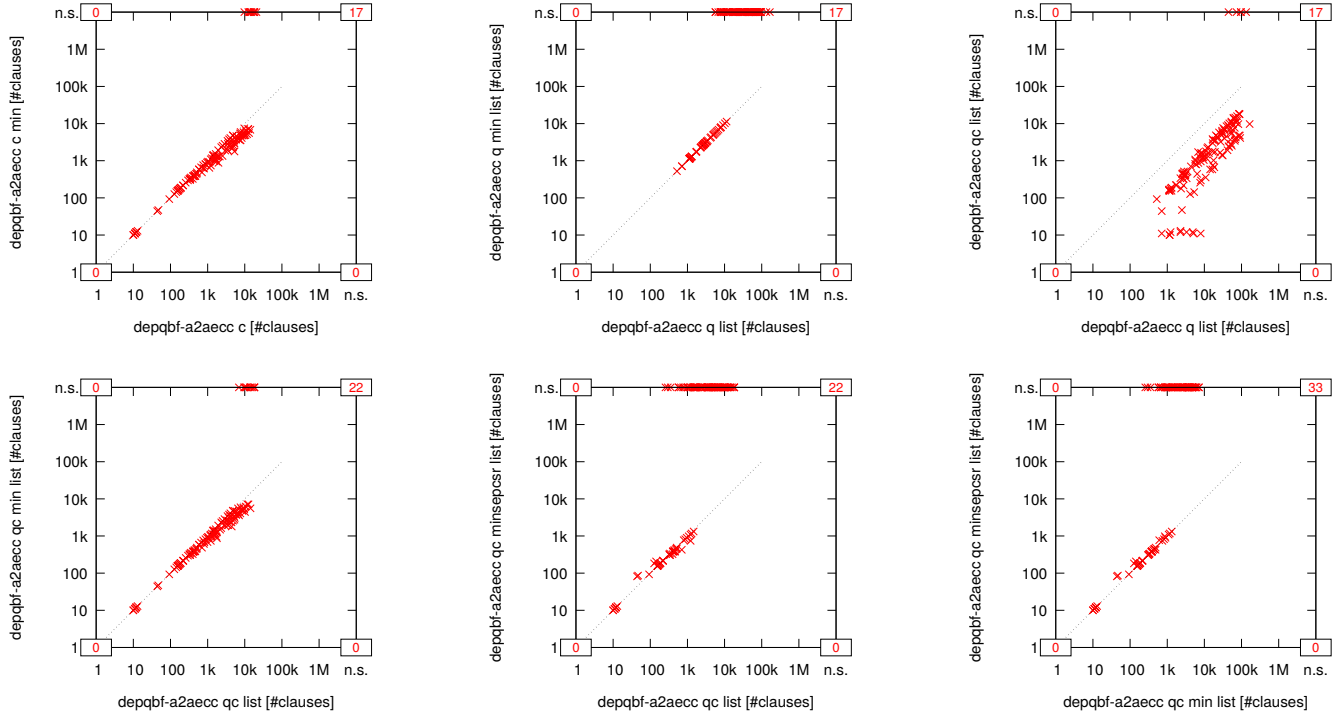 n.s. 0 17
1M
100k
10k
1k
100
10
1 0 0
1 10 100 1k 10k 100k 1M n.s.
depqbf-a2aecc c [#clauses]
depqbf-a2aecc c min [#clauses]
n.s. 0 17
1M
100k
10k
1k
100
10
1 0 0
1 10 100 1k 10k 100k 1M n.s.
depqbf-a2aecc q list [#clauses]
depqbf-a2aecc q min list [#clauses]
n.s. 0 17
1M
100k
10k
1k
100
10
1 0 0
1 10 100 1k 10k 100k 1M n.s.
depqbf-a2aecc q list [#clauses]
depqbf-a2aecc qc list [#clauses]
n.s. 0 22
1M
100k
10k
1k
100
10
1 0 0
1 10 100 1k 10k 100k 1M n.s.
depqbf-a2aecc qc list [#clauses]
depqbf-a2aecc qc min list [#clauses]
n.s. 0 22
1M
100k
10k
1k
100
10
1 0 0
1 10 100 1k 10k 100k 1M n.s.
depqbf-a2aecc qc list [#clauses]
depqbf-a2aecc qc minsepcsr list [#clauses]
n.s. 0 33
1M
100k
10k
1k
100
10
1 0 0
1 10 100 1k 10k 100k 1M n.s.
depqbf-a2aecc qc min list [#clauses]
depqbf-a2aecc qc minsepcsr list [#clauses]